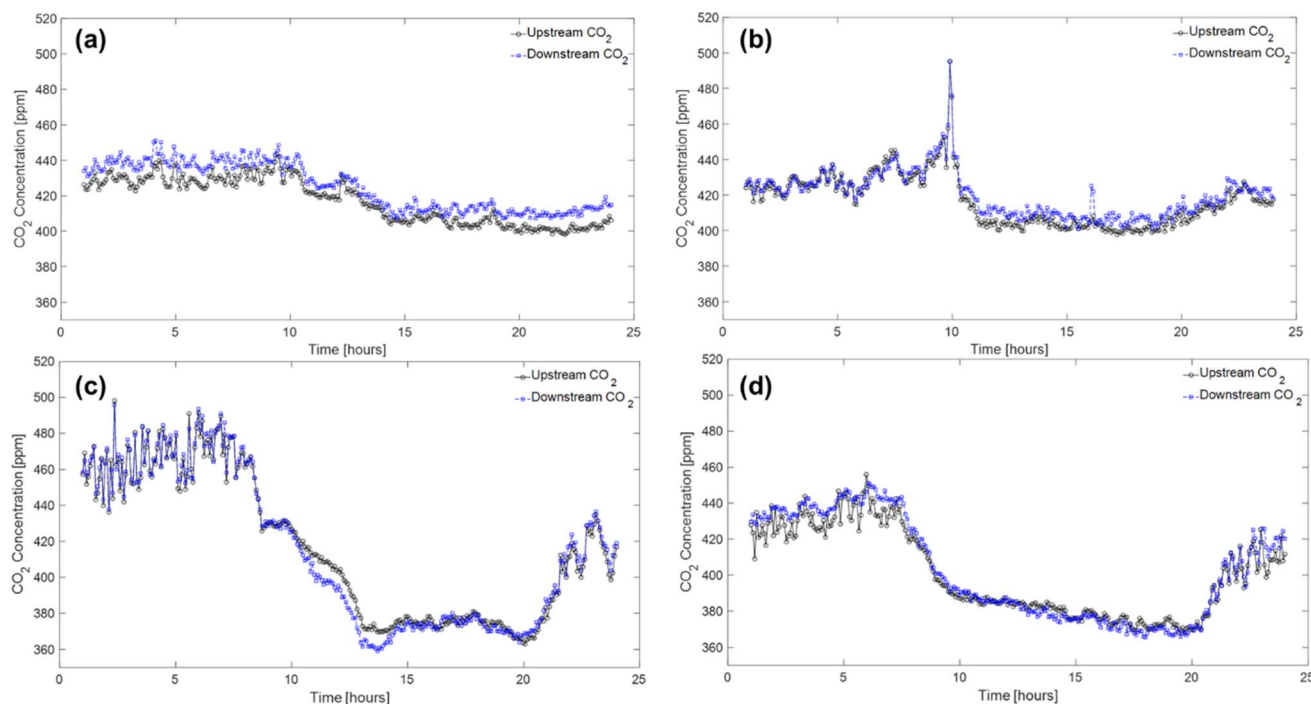 (a)
Upstream CO2
Downstream CO2
CO2 Concentration [ppm]
520
500
480
460
440
420
400
380
360
0 5 10 15 20 25
Time [hours]
(b)
Upstream CO2
Downstream CO2
CO2 Concentration [ppm]
520
500
480
460
440
420
400
380
360
0 5 10 15 20 25
Time [hours]
(c)
Upstream CO2
Downstream CO2
CO2 Concentration [ppm]
520
500
480
460
440
420
400
380
360
0 5 10 15 20 25
Time [hours]
(d)
Upstream CO2
Downstream CO2
CO2 Concentration [ppm]
520
500
480
460
440
420
400
380
360
0 5 10 15 20 25
Time [hours]